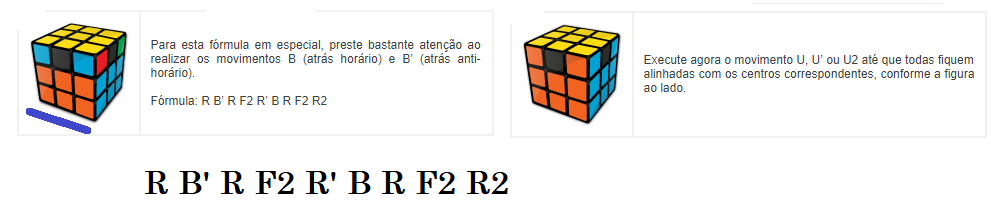 Para esta fórmula em especial, preste bastante atenção ao
realizar os movimentos B (atrás horário) e B’ (atrás anti-
horário).
Fórmula: R B’ R F2 R’ B R F2 R2
Execute agora o movimento U, U’ ou U2 até que todas fiquem
alinhadas com os centros correspondentes, conforme a figura
ao lado.
R B' R F2 R' B R F2 R2